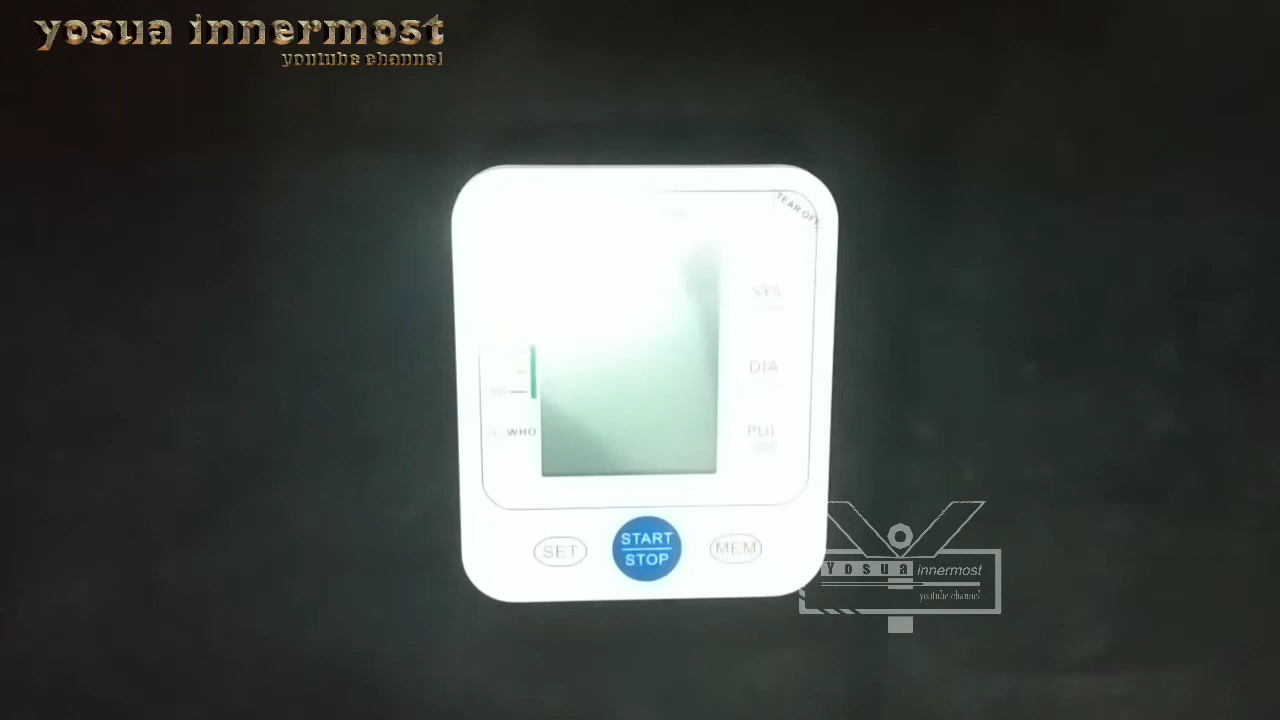 yosua innermost
youtube channel
TEAR OFF
SYS
DIA
PUL
WHO
SET
START
STOP
MEM
Yosua innermost
youtube channel